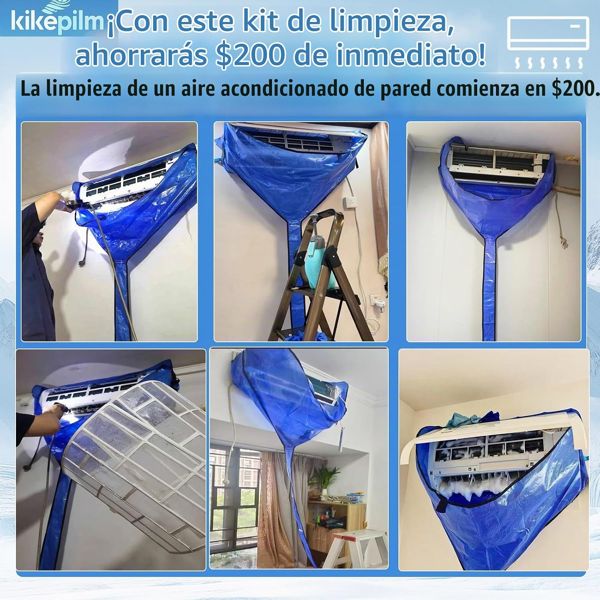 kikepilm
¡Con este kit de limpieza,
ahorrarás $200 de inmediato!
La limpieza de un aire acondicionado de pared comienza en $200.